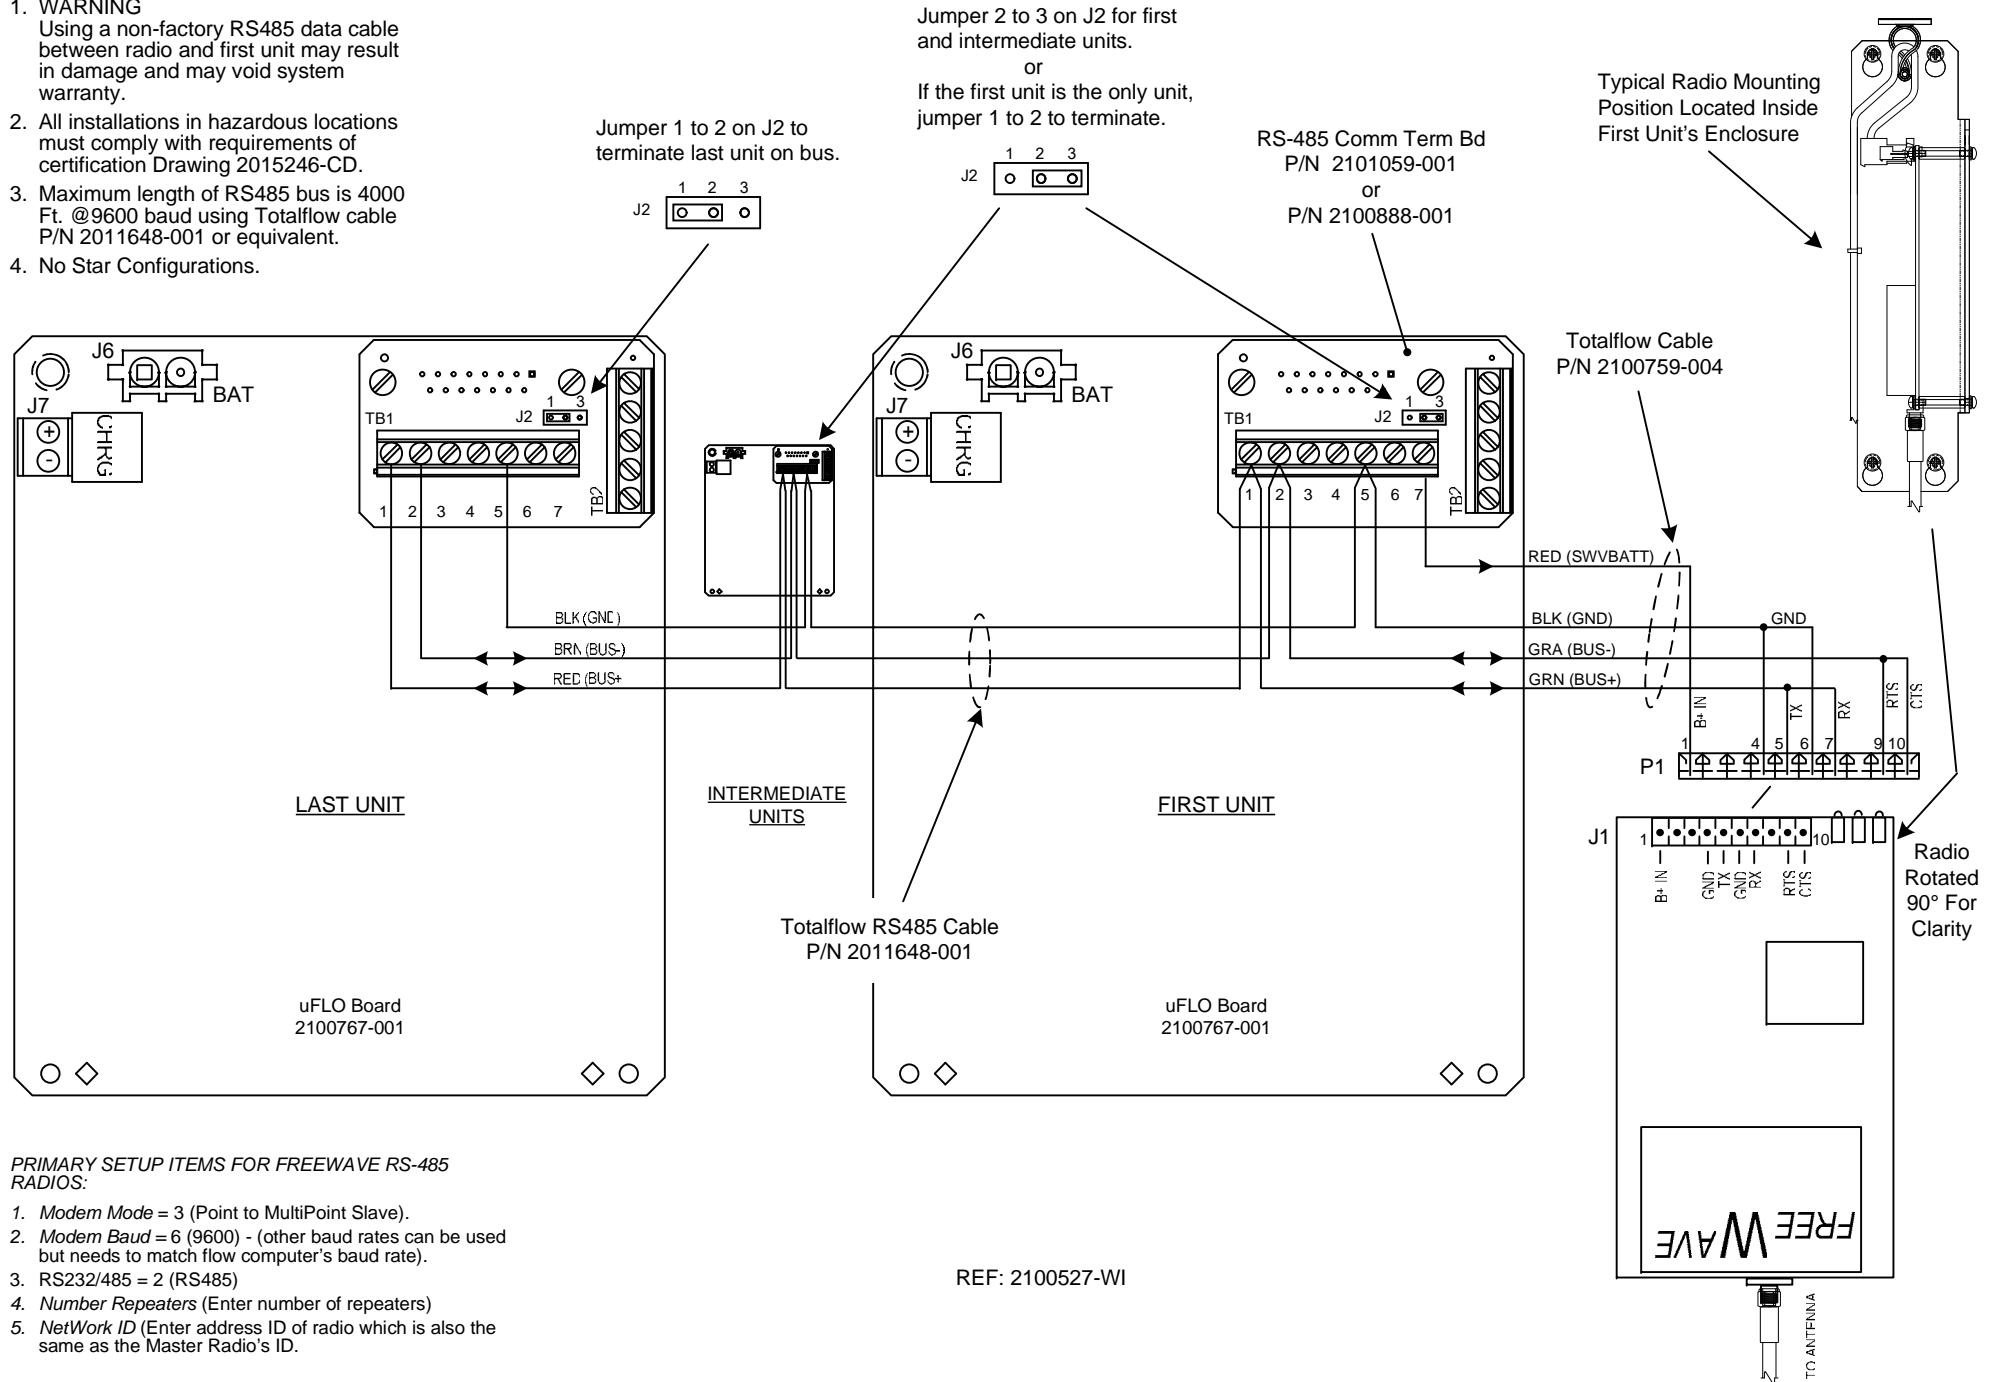 1. WARNING
Using a non-factory RS485 data cable
between radio and first unit may result
in damage and may void system
warranty.
2. All installations in hazardous locations
must comply with requirements of
certification Drawing 2015246-CD.
3. Maximum length of RS485 bus is 4000
Ft. @9600 baud using Totalflow cable
P/N 2011648-001 or equivalent.
4. No Star Configurations.
Jumper 1 to 2 on J2 to
terminate last unit on bus.
1 2 3
J2
Jumper 2 to 3 on J2 for first
and intermediate units.
or
If the first unit is the only unit,
jumper 1 to 2 to terminate.
1 2 3
J2
RS-485 Comm Term Bd
P/N 2101059-001
or
P/N 2100888-001
Typical Radio Mounting
Position Located Inside
First Unit's Enclosure
Totalflow Cable
P/N 2100759-004
J6
BAT
J7
+
-
CHRG
TB1
J2
1 3
1 2 3 4 5 6 7
TB2
J6
BAT
J7
+
-
CHRG
TB1
J2
1 3
1 2 3 4 5 6 7
TB2
BLK (GND)
BRN (BUS-)
RED (BUS+
RED (SWVBATT)
BLK (GND)
GND
GRA (BUS-)
GRN (BUS+)
B+ IN
TX
RX
RTS
CTS
1 4 5 6 7 9 10
P1
LAST UNIT
INTERMEDIATE
UNITS
FIRST UNIT
J1
1
10
B+ IN
GND
TX
GND
RX
RTS
CTS
Radio
Rotated
90° For
Clarity
Totalflow RS485 Cable
P/N 2011648-001
uFLO Board
2100767-001
uFLO Board
2100767-001
FREE WAVE
TO ANTENNA
PRIMARY SETUP ITEMS FOR FREEWAVE RS-485
RADIOS:
1. Modem Mode = 3 (Point to MultiPoint Slave).
2. Modem Baud = 6 (9600) - (other baud rates can be used
but needs to match flow computer's baud rate).
3. RS232/485 = 2 (RS485)
4. Number Repeaters (Enter number of repeaters)
5. NetWork ID (Enter address ID of radio which is also the
same as the Master Radio's ID.
REF: 2100527-WI